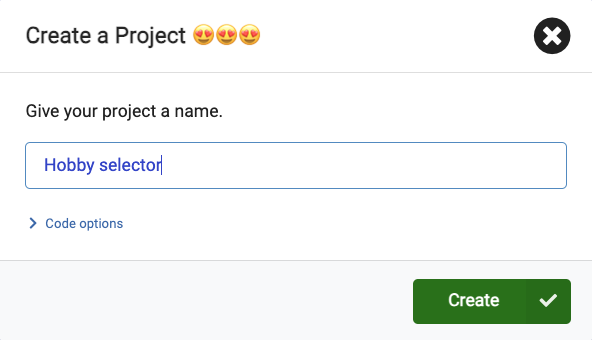 Create a Project 😍😍😍
Give your project a name.
Hobby selector
Code options
Create